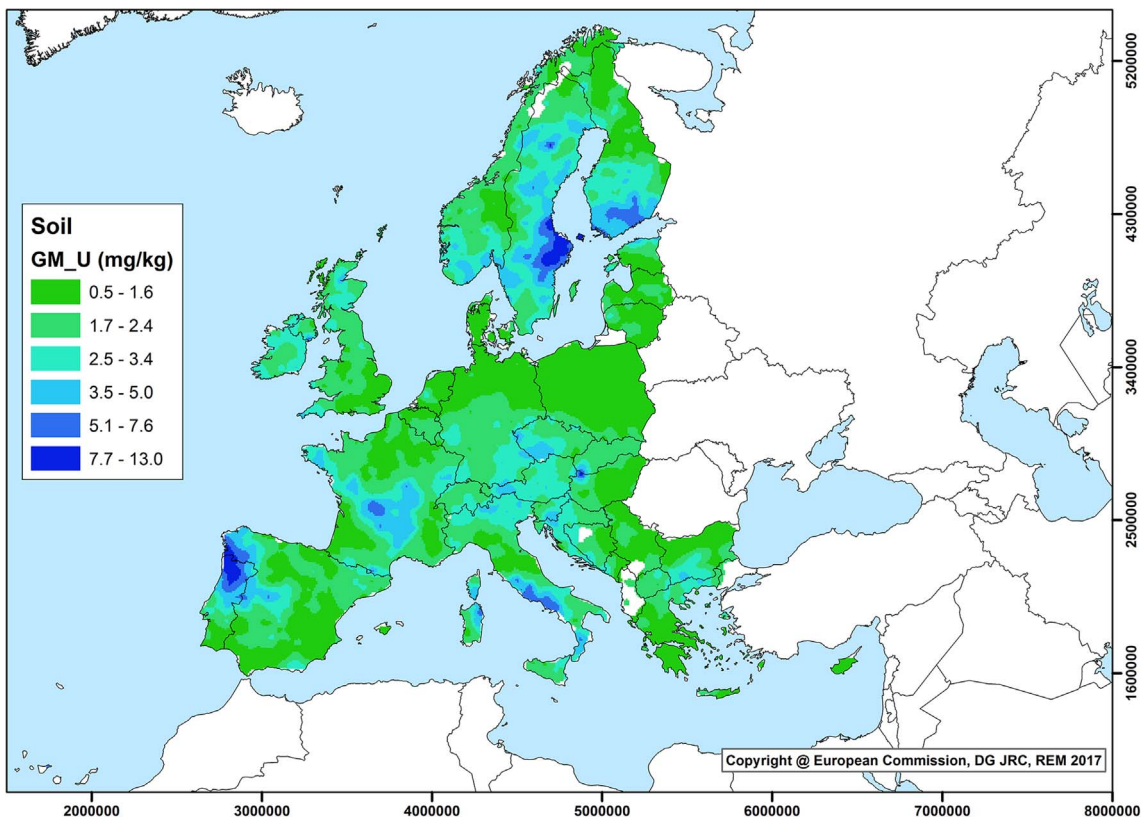 Soil
GM_U (mg/kg)
0.5 - 1.6
1.7 - 2.4
2.5 - 3.4
3.5 - 5.0
5.1 - 7.6
7.7 - 13.0
5200000
4300000
3400000
2500000
1600000
Copyright @ European Commission, DG JRC, REM 2017
2000000 3000000 4000000 5000000 6000000 7000000 8000000